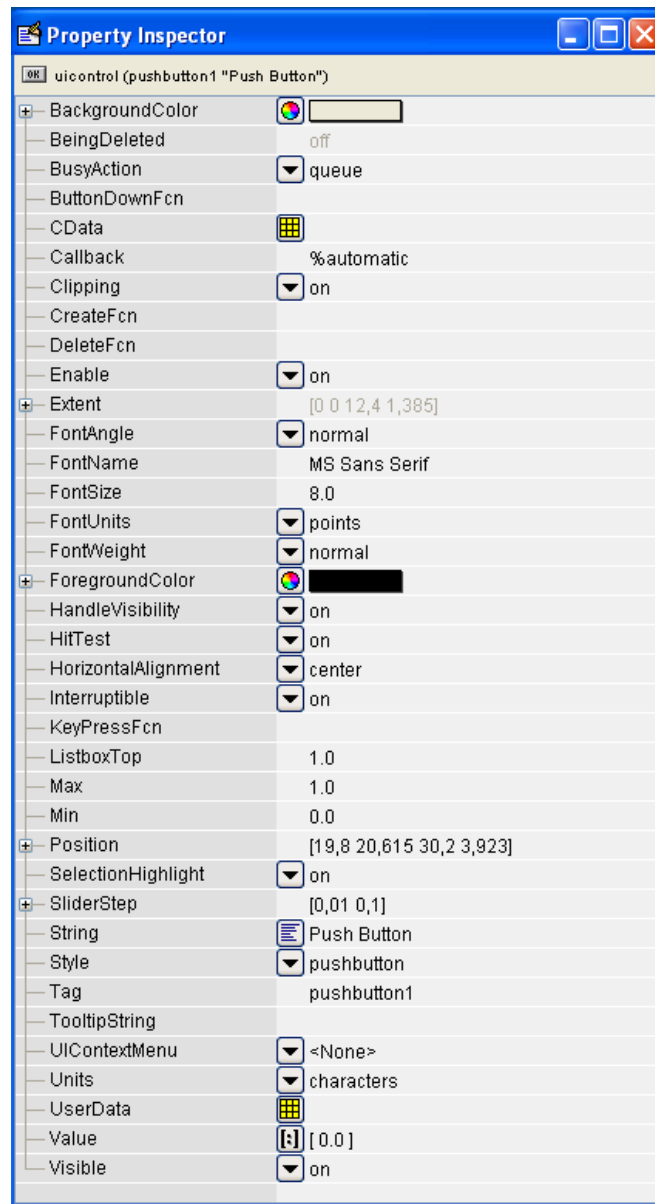 Property Inspector
OK uicontrol (pushbutton1 "Push Button")
BackgroundColor
BeingDeleted off
BusyAction queue
ButtonDownFcn
CData
Callback %automatic
Clipping on
CreateFcn
DeleteFcn
Enable on
Extent [0 0 12,4 1,385]
FontAngle normal
FontName MS Sans Serif
FontSize 8.0
FontUnits points
FontWeight normal
ForegroundColor
HandleVisibility on
HitTest on
HorizontalAlignment center
Interruptible on
KeyPressFcn
ListboxTop 1.0
Max 1.0
Min 0.0
Position [19,8 20,615 30,2 3,923]
SelectionHighlight on
SliderStep [0,01 0,1]
String Push Button
Style pushbutton
Tag pushbutton1
TooltipString
UIContextMenu <None>
Units characters
UserData
Value [ 0.0 ]
Visible on